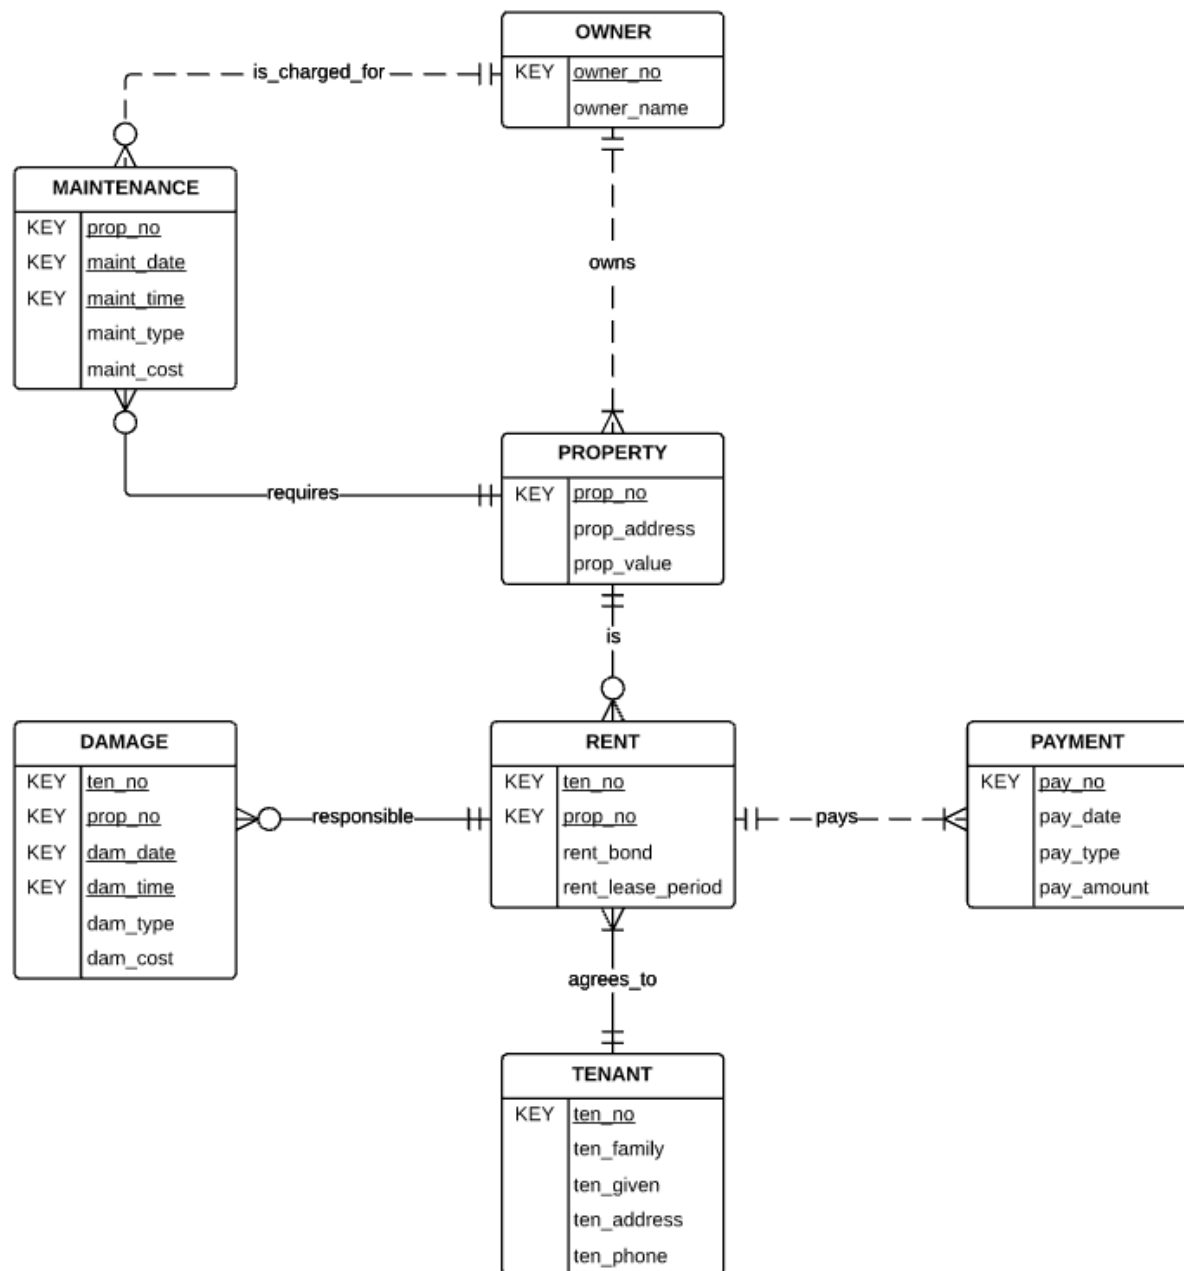 OWNER
KEY owner_no
owner_name
is_charged_for
MAINTENANCE
KEY prop_no
KEY maint_date
KEY maint_time
maint_type
maint_cost
owns
PROPERTY
KEY prop_no
prop_address
prop_value
requires
is
DAMAGE
KEY ten_no
KEY prop_no
KEY dam_date
KEY dam_time
dam_type
dam_cost
responsible
RENT
KEY ten_no
KEY prop_no
rent_bond
rent_lease_period
pays
PAYMENT
KEY pay_no
pay_date
pay_type
pay_amount
agrees_to
TENANT
KEY ten_no
ten_family
ten_given
ten_address
ten_phone